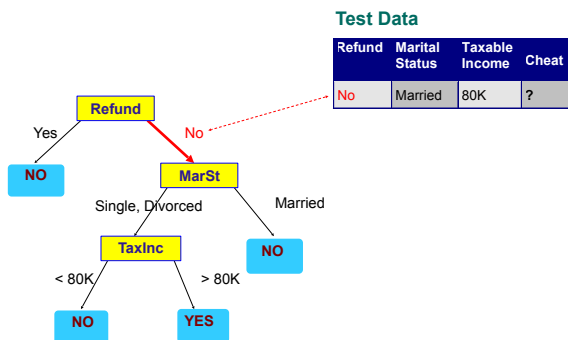 Test Data
Refund Marital Status Taxable Income Cheat
No Married 80K ?
Refund
Yes No
NO MarSt
Single, Divorced Married
TaxInc NO
< 80K > 80K
NO YES